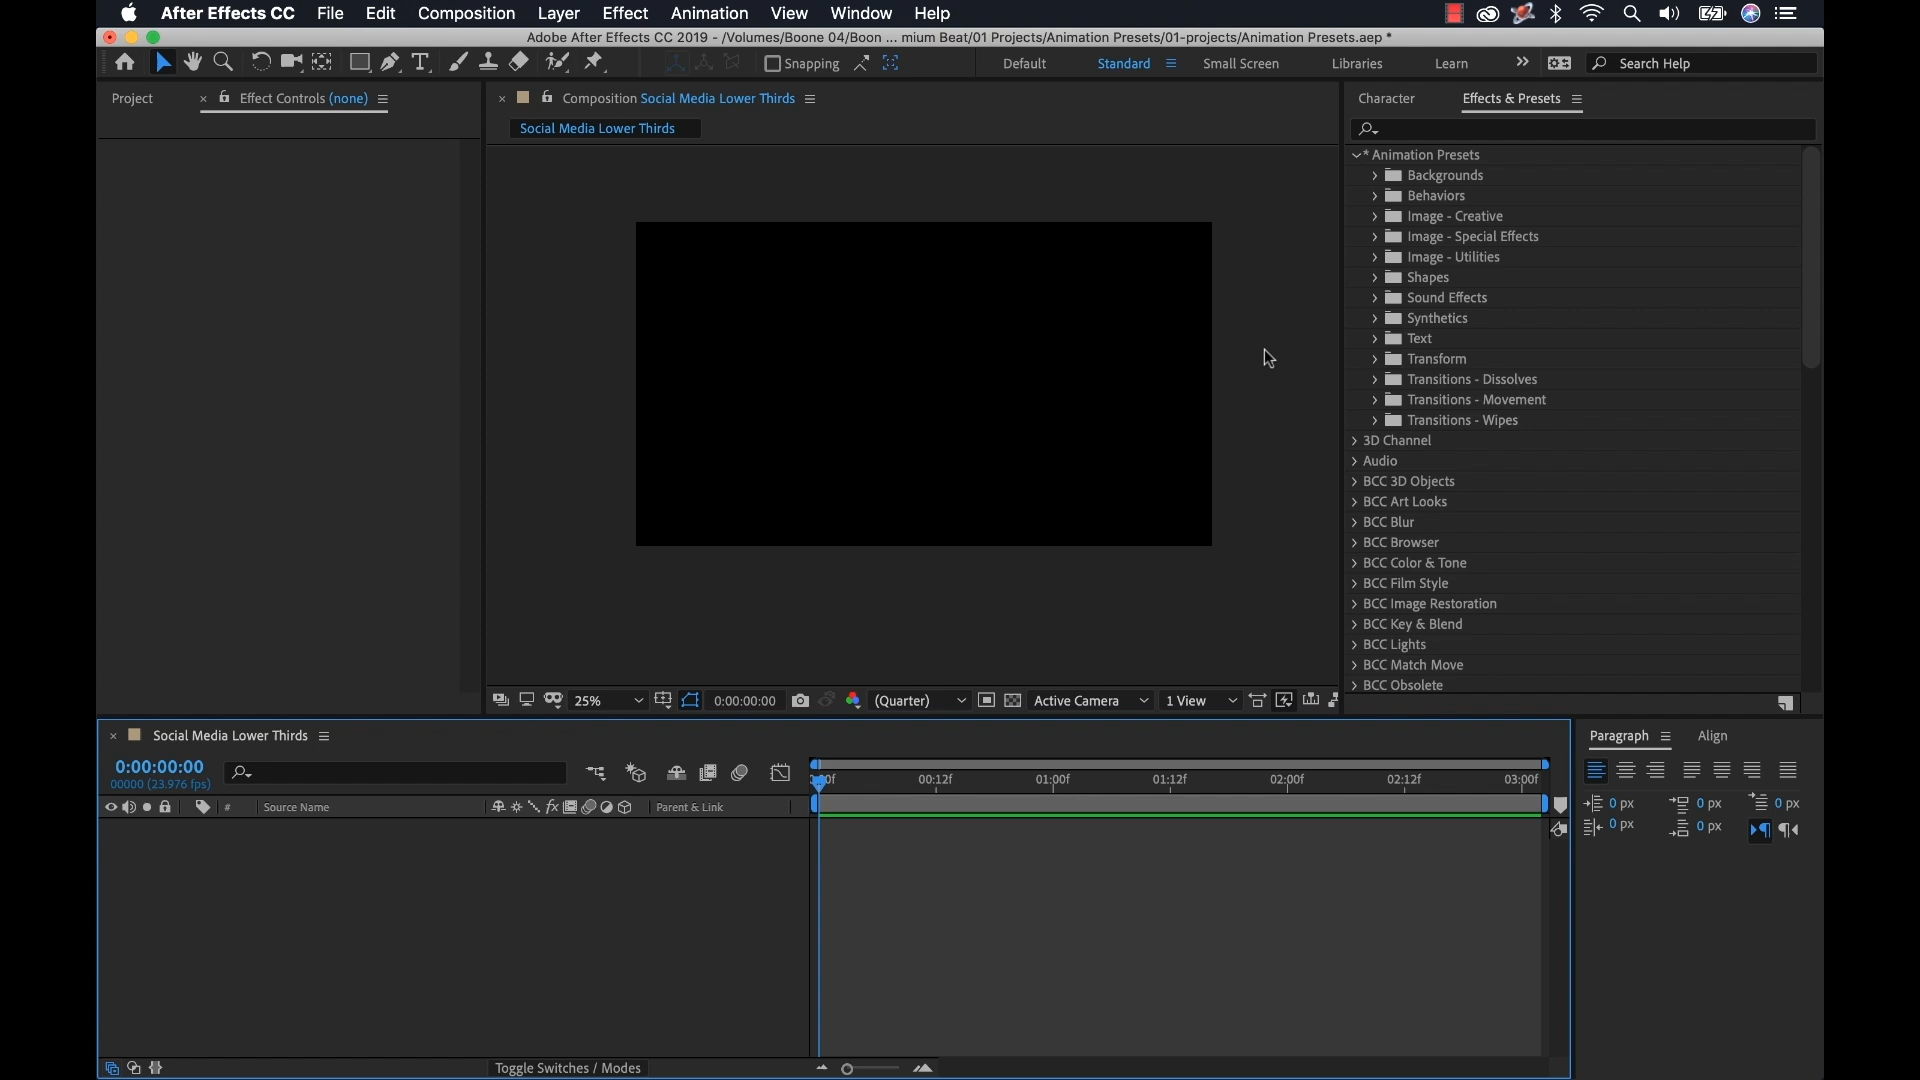 After Effects CC File Edit Composition Layer Effect Animation View Window Help
Adobe After Effects CC 2019 - /Volumes/Boone 04/Boon ... mium Beat/01 Projects/Animation Presets/01-projects/Animation Presets.aep *
Snapping Default Standard Small Screen Libraries Learn Search Help
Project Effect Controls (none)
Composition Social Media Lower Thirds
Social Media Lower Thirds
Character Effects & Presets
* Animation Presets
Backgrounds
Behaviors
Image - Creative
Image - Special Effects
Image - Utilities
Shapes
Sound Effects
Synthetics
Text
Transform
Transitions - Dissolves
Transitions - Movement
Transitions - Wipes
3D Channel
Audio
BCC 3D Objects
BCC Art Looks
BCC Blur
BCC Browser
BCC Color & Tone
BCC Film Style
BCC Image Restoration
BCC Key & Blend
BCC Lights
BCC Match Move
BCC Obsolete
25% 0:00:00:00 (Quarter) Active Camera 1 View
Social Media Lower Thirds
0:00:00:00
00000 (23.976 fps)
00:12f 01:00f 01:12f 02:00f 02:12f 03:00f
# Source Name fx Parent & Link
Toggle Switches / Modes
Paragraph Align
0 px 0 px 0 px
0 px 0 px